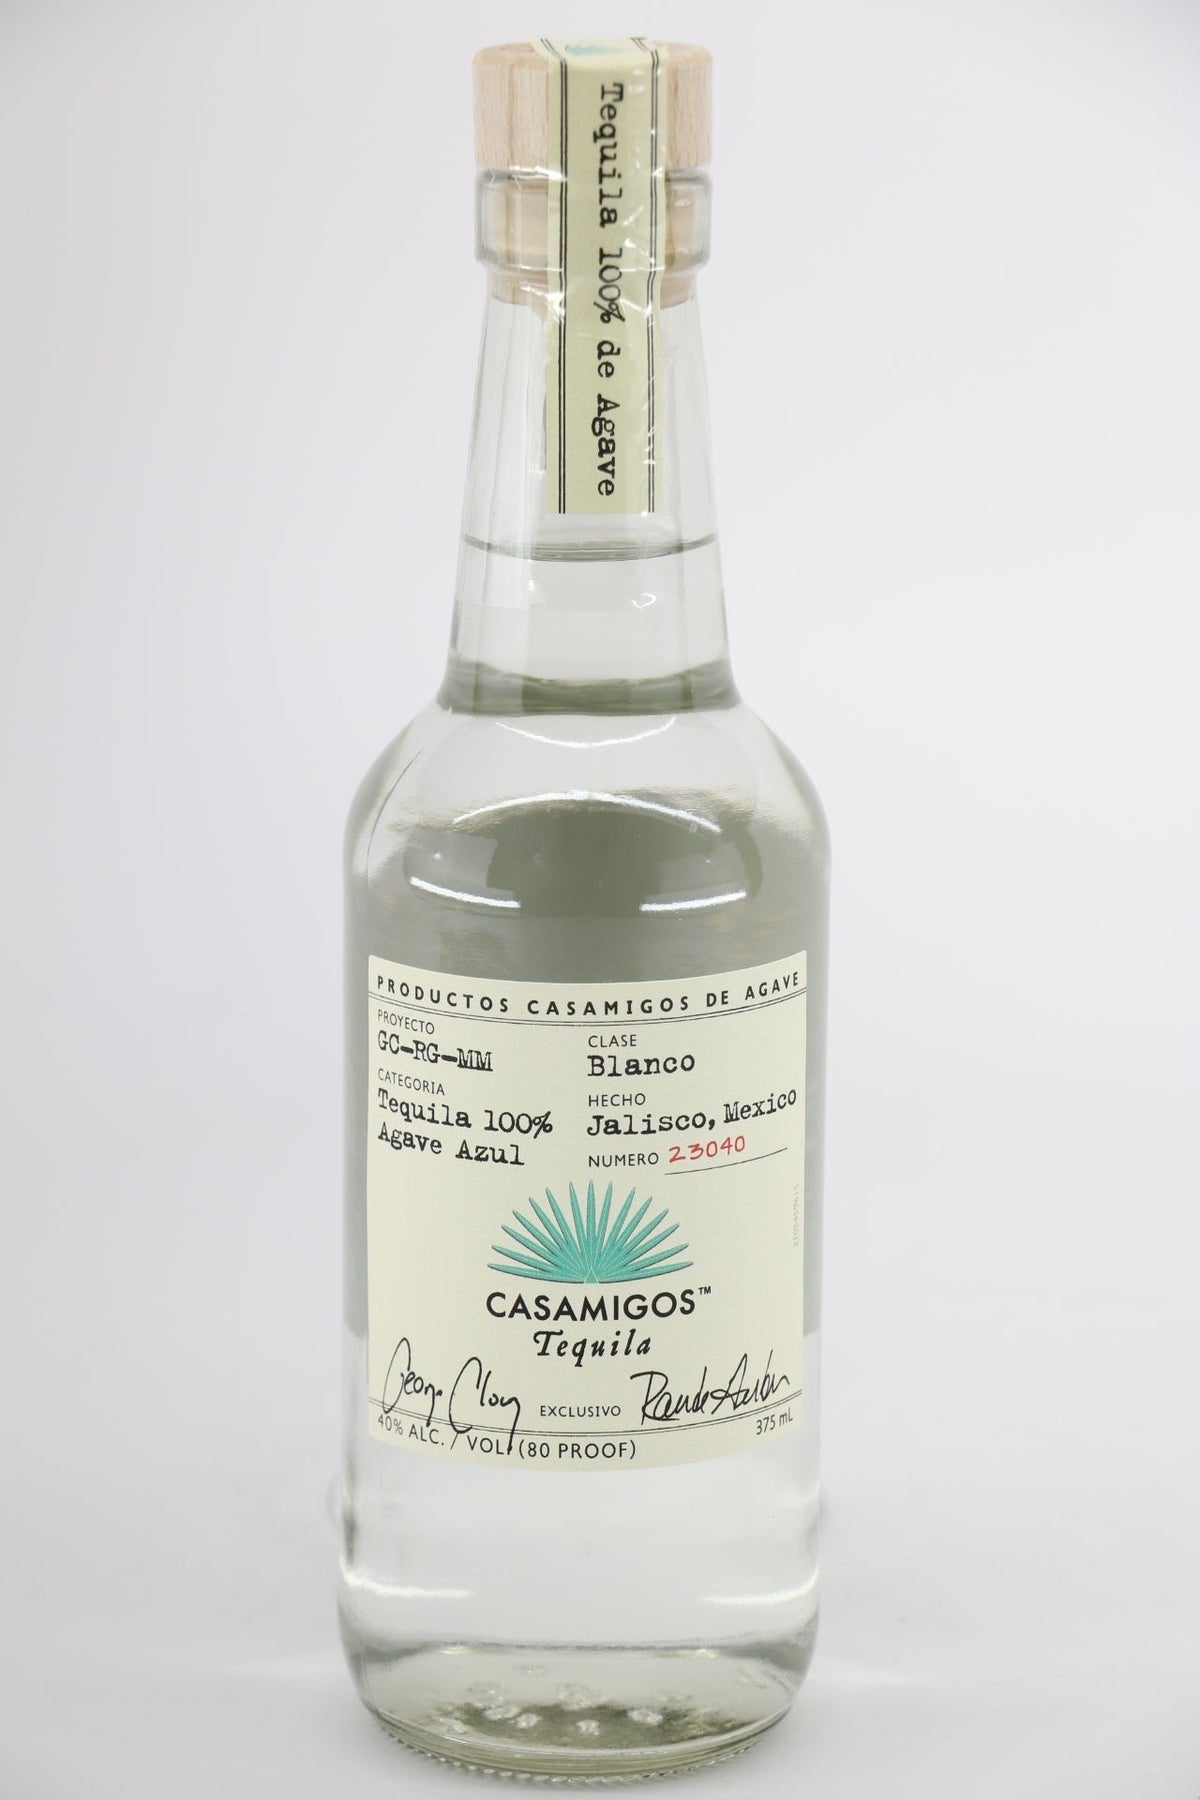 Tequila 100% de Agave
PRODUCTOS CASAMIGOS DE AGAVE
PROYECTO
GC-RG-MM
CATEGORIA
Tequila 100%
Agave Azul
CLASE
Blanco
HECHO
Jalisco, Mexico
NUMERO 23040
CASAMIGOS™
Tequila
EXCLUSIVO
40% ALC. / VOL. (80 PROOF)
375 mL